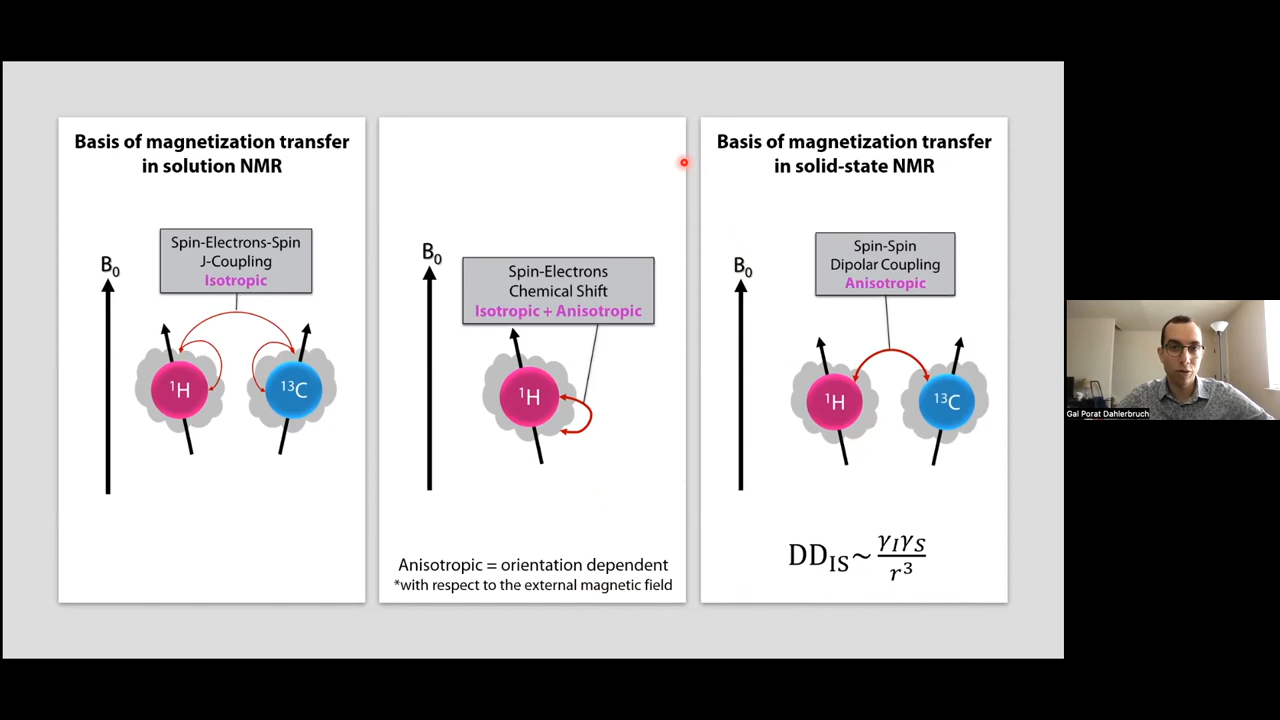 Basis of magnetization transfer
in solution NMR
Spin-Electrons-Spin
J-Coupling
Isotropic
B₀
¹H
¹³C
Spin-Electrons
Chemical Shift
Isotropic + Anisotropic
B₀
¹H
Anisotropic = orientation dependent
*with respect to the external magnetic field
Basis of magnetization transfer
in solid-state NMR
Spin-Spin
Dipolar Coupling
Anisotropic
B₀
¹H
¹³C
DD_IS ~ γ_I γ_S / r³
Gal Porat Dahlerbruch